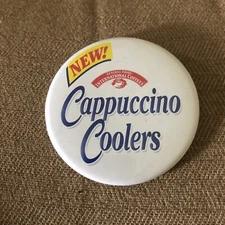 NEW!
INTERNATIONAL COFFEES
Cappuccino
Coolers